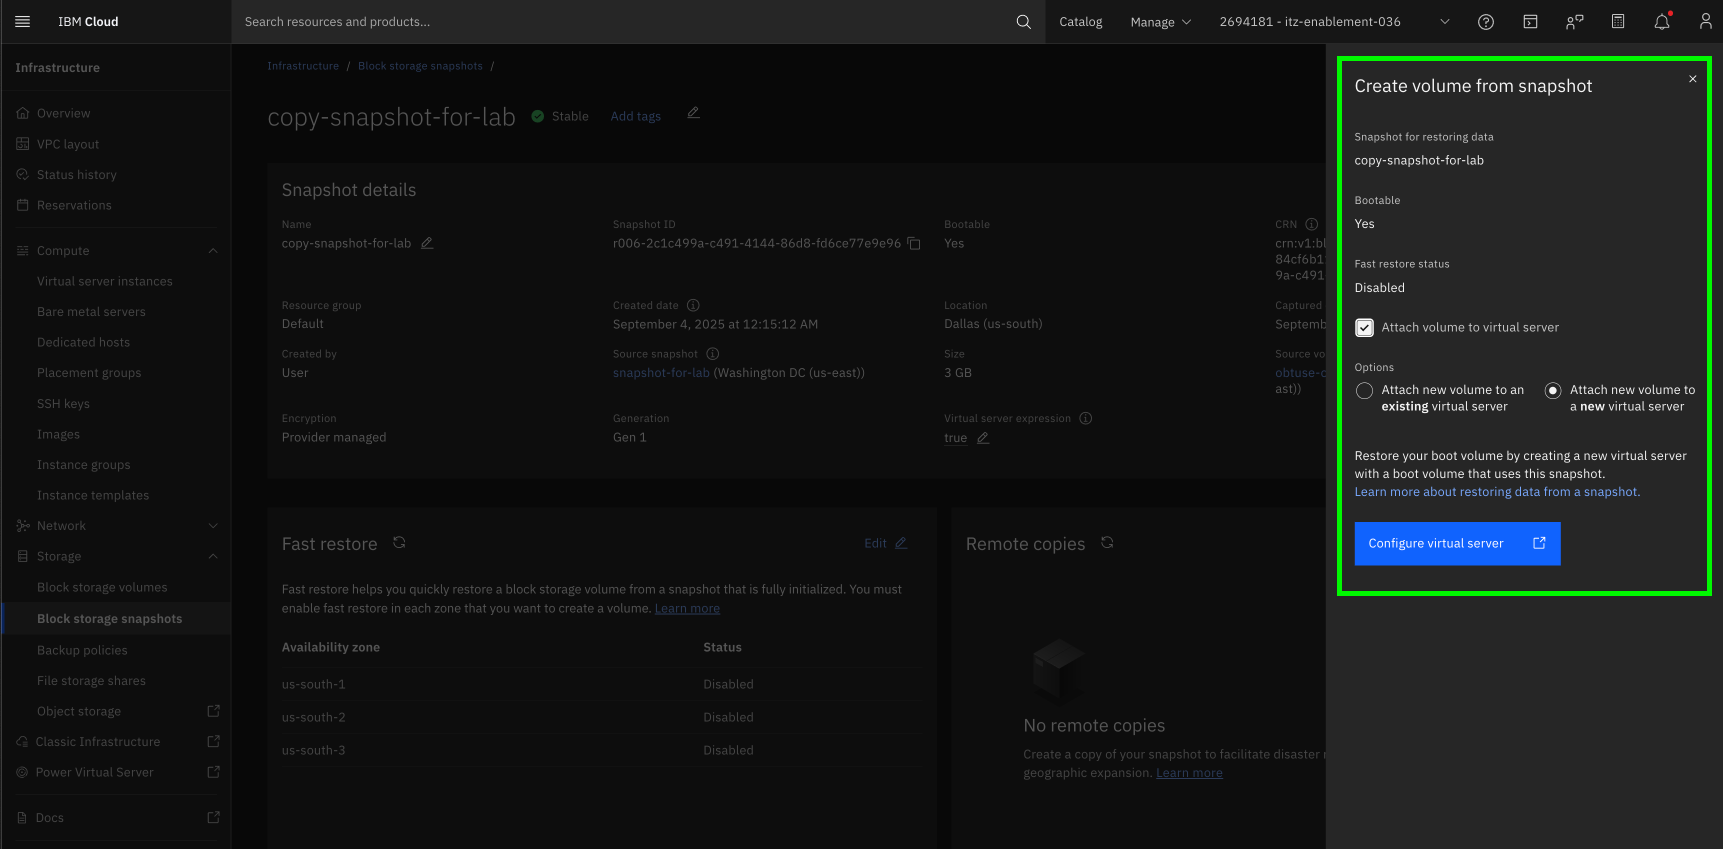 IBM Cloud
Search resources and products...
Catalog
Manage
2694181 - itz-enablement-036
Infrastructure
Overview
VPC layout
Status history
Reservations
Compute
Virtual server instances
Bare metal servers
Dedicated hosts
Placement groups
SSH keys
Images
Instance groups
Instance templates
Network
Storage
Block storage volumes
Block storage snapshots
Backup policies
File storage shares
Object storage
Classic Infrastructure
Power Virtual Server
Docs
Infrastructure / Block storage snapshots /
copy-snapshot-for-lab
Stable
Add tags
Snapshot details
Name
copy-snapshot-for-lab
Snapshot ID
r006-2c1c499a-c491-4144-86d8-fd6ce77e9e96
Bootable
Yes
CRN
crn:v1:bl
84cf6b1
9a-c491
Resource group
Default
Created date
September 4, 2025 at 12:15:12 AM
Location
Dallas (us-south)
Captured
Septemb
Created by
User
Source snapshot
snapshot-for-lab (Washington DC (us-east))
Size
3 GB
Source vo
obtuse-c
ast))
Encryption
Provider managed
Generation
Gen 1
Virtual server expression
true
Fast restore
Edit
Fast restore helps you quickly restore a block storage volume from a snapshot that is fully initialized. You must
enable fast restore in each zone that you want to create a volume. Learn more
Availability zone
Status
us-south-1
Disabled
us-south-2
Disabled
us-south-3
Disabled
Remote copies
No remote copies
Create a copy of your snapshot to facilitate disaster
geographic expansion. Learn more
Create volume from snapshot
Snapshot for restoring data
copy-snapshot-for-lab
Bootable
Yes
Fast restore status
Disabled
Attach volume to virtual server
Options
Attach new volume to an
existing virtual server
Attach new volume to
a new virtual server
Restore your boot volume by creating a new virtual server
with a boot volume that uses this snapshot.
Learn more about restoring data from a snapshot.
Configure virtual server